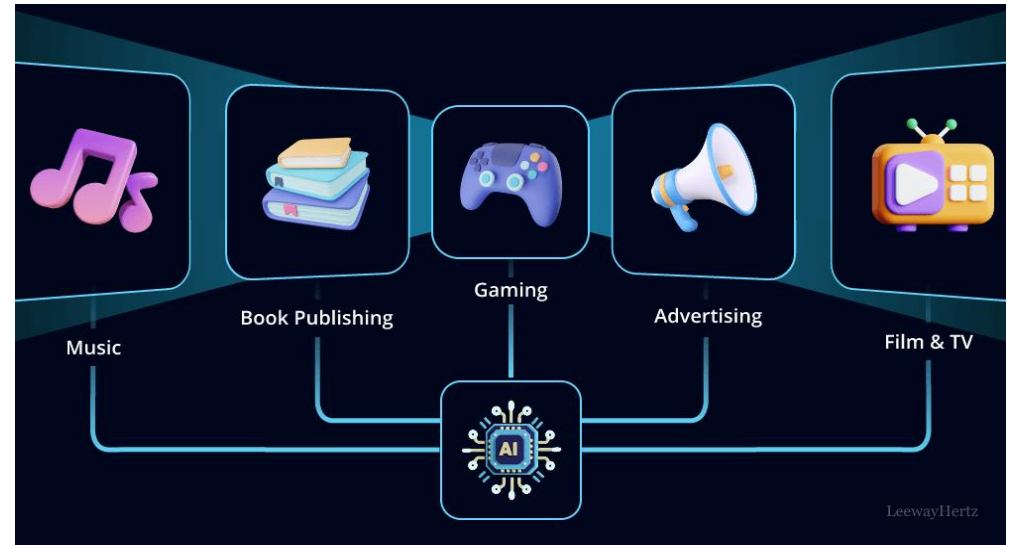 Gaming
Book Publishing
Advertising
Music
Film & TV
AI
LeewayHertz